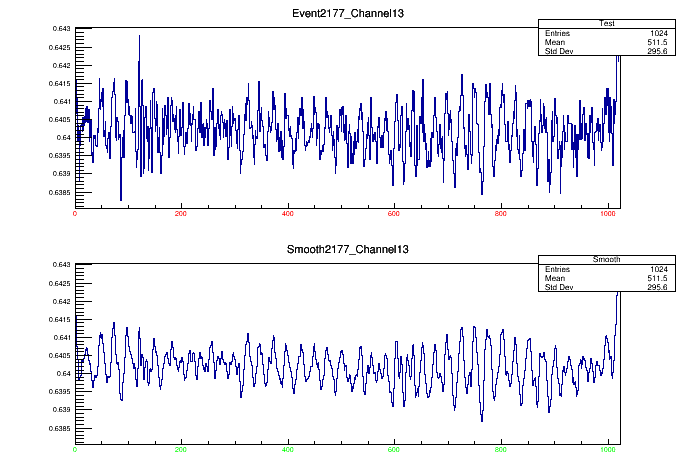 Event2177_Channel13
Test
Entries 1024
Mean 511.5
Std Dev 295.6
0.643
0.6425
0.642
0.6415
0.641
0.6405
0.64
0.6395
0.639
0.6385
0 200 400 600 800 1000
Smooth2177_Channel13
Smooth
Entries 1024
Mean 511.5
Std Dev 295.6
0.643
0.6425
0.642
0.6415
0.641
0.6405
0.64
0.6395
0.639
0.6385
0 200 400 600 800 1000